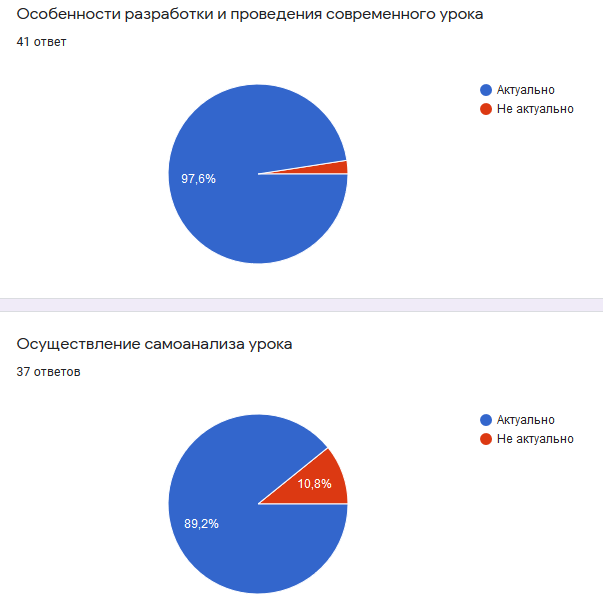 Особенности разработки и проведения современного урока
41 ответ
Актуально
Не актуально
97,6%
Осуществление самоанализа урока
37 ответов
Актуально
Не актуально
10,8%
89,2%